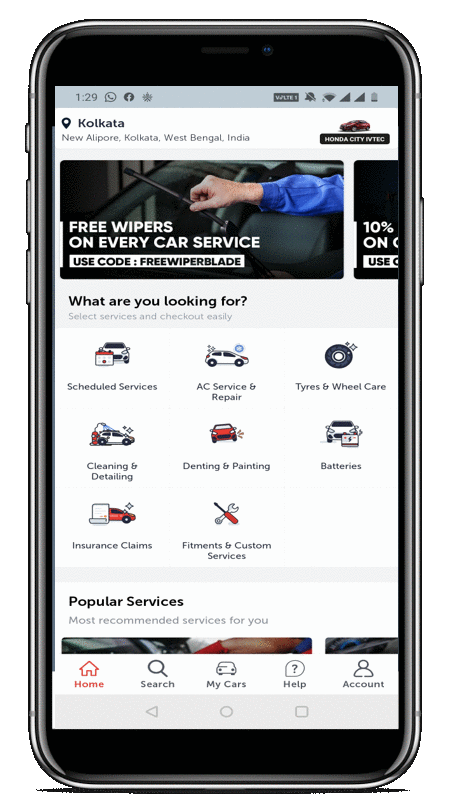 1:29
VoLTE 1
Kolkata
New Alipore, Kolkata, West Bengal, India
HONDA CITY IVTEC
FREE WIPERS
ON EVERY CAR SERVICE
USE CODE : FREEWIPERBLADE
10%
ON
USE
What are you looking for?
Select services and checkout easily
Scheduled Services
AC Service &
Repair
Tyres & Wheel Care
Cleaning &
Detailing
Denting & Painting
Batteries
Insurance Claims
Fitments & Custom
Services
Popular Services
Most recommended services for you
Home
Search
My Cars
Help
Account